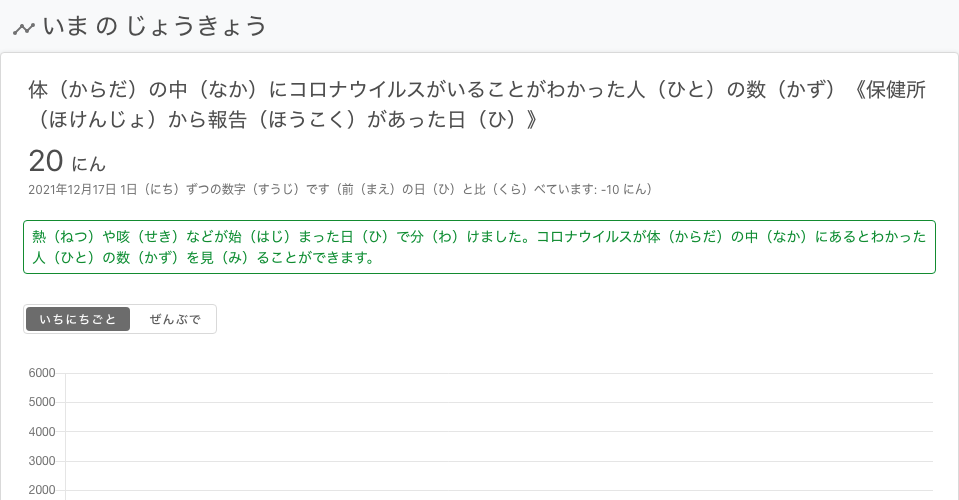 いま の じょうきょう
体（からだ）の中（なか）にコロナウイルスがいることがわかった人（ひと）の数（かず）《保健所
（ほけんじょ）から報告（ほうこく）があった日（ひ）》
20 にん
2021年12月17日 1日（にち）ずつの数字（すうじ）です（前（まえ）の日（ひ）と比（くら）べています: -10 にん）
熱（ねつ）や咳（せき）などが始（はじ）まった日（ひ）で分（わ）けました。コロナウイルスが体（からだ）の中（なか）にあるとわかった
人（ひと）の数（かず）を見（み）ることができます。
いちにちごと ぜんぶで
6000
5000
4000
3000
2000